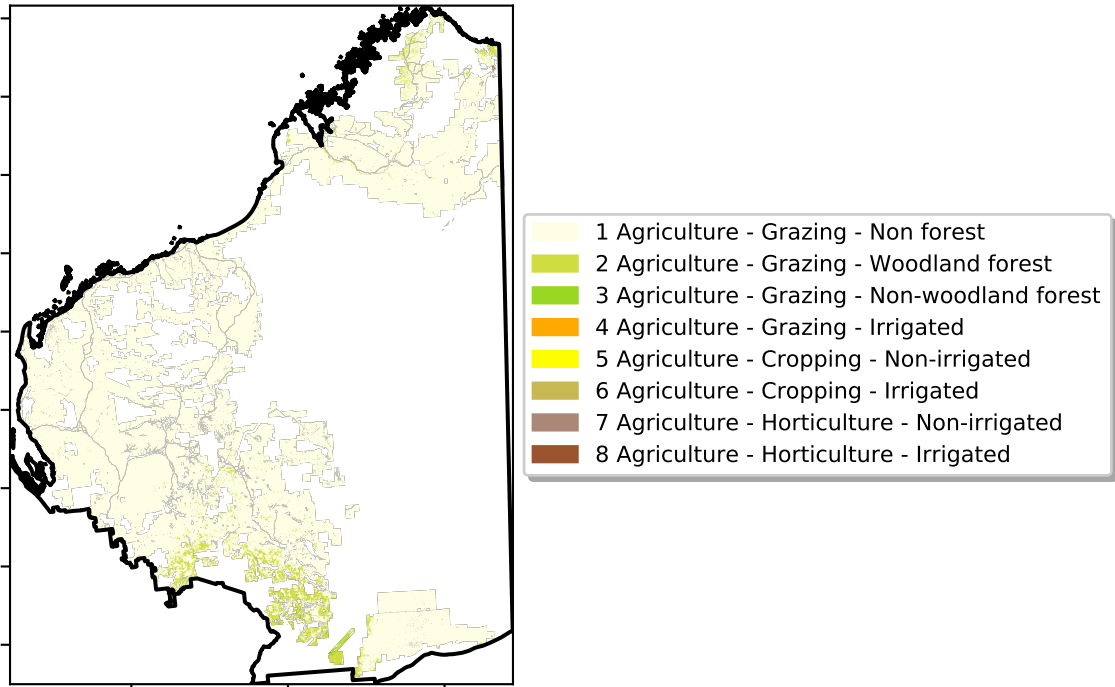 1 Agriculture - Grazing - Non forest
2 Agriculture - Grazing - Woodland forest
3 Agriculture - Grazing - Non-woodland forest
4 Agriculture - Grazing - Irrigated
5 Agriculture - Cropping - Non-irrigated
6 Agriculture - Cropping - Irrigated
7 Agriculture - Horticulture - Non-irrigated
8 Agriculture - Horticulture - Irrigated